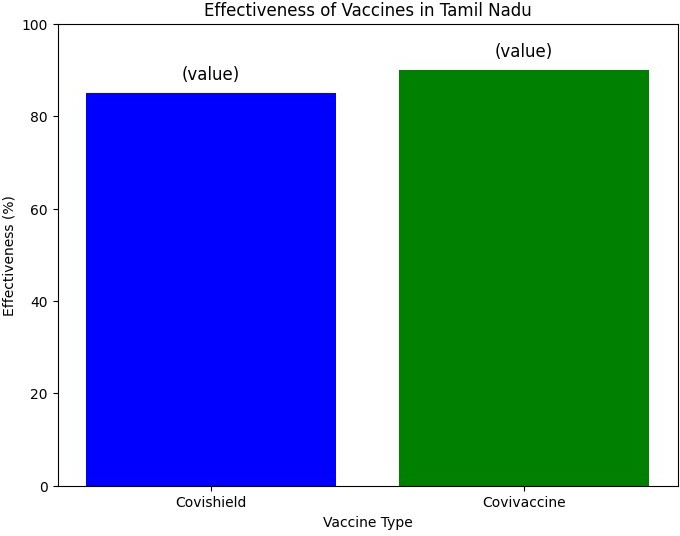 Effectiveness of Vaccines in Tamil Nadu
100
(value)
(value)
80
60
Effectiveness (%)
40
20
0
Covishield
Covivaccine
Vaccine Type